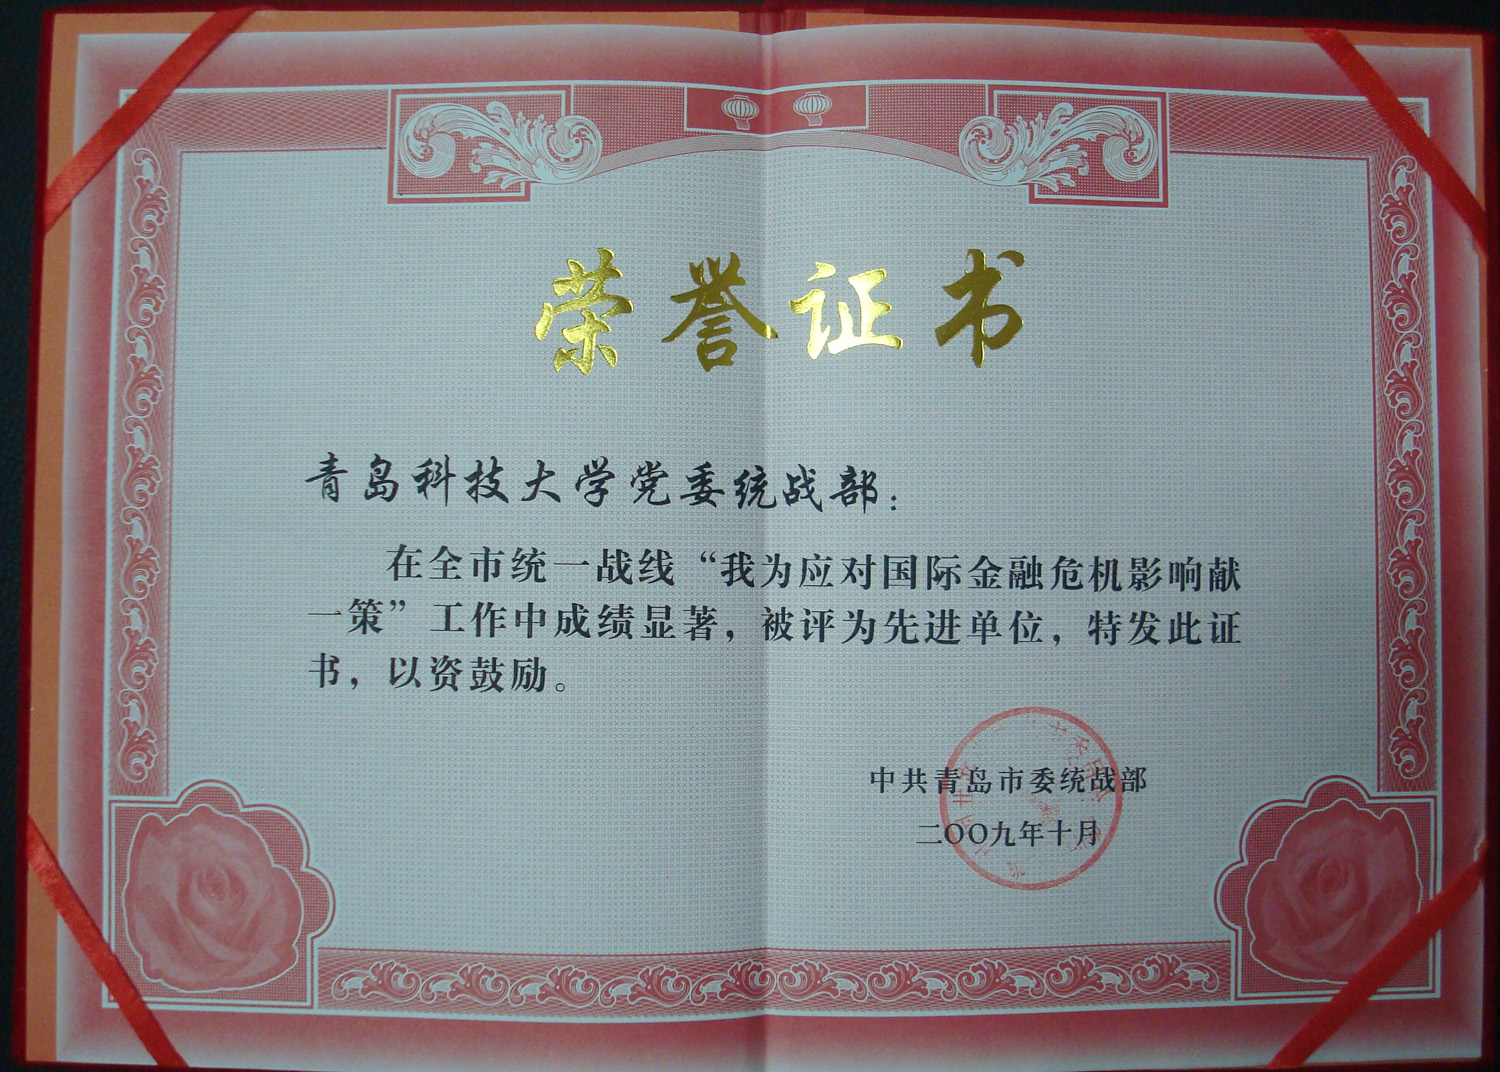 荣誉证书
青岛科技大学党委统战部：
在全市统一战线“我为应对国际金融危机影响献
一策”工作中成绩显著，被评为先进单位，特发此证
书，以资鼓励。
中共青岛市委统战部
二〇〇九年十月